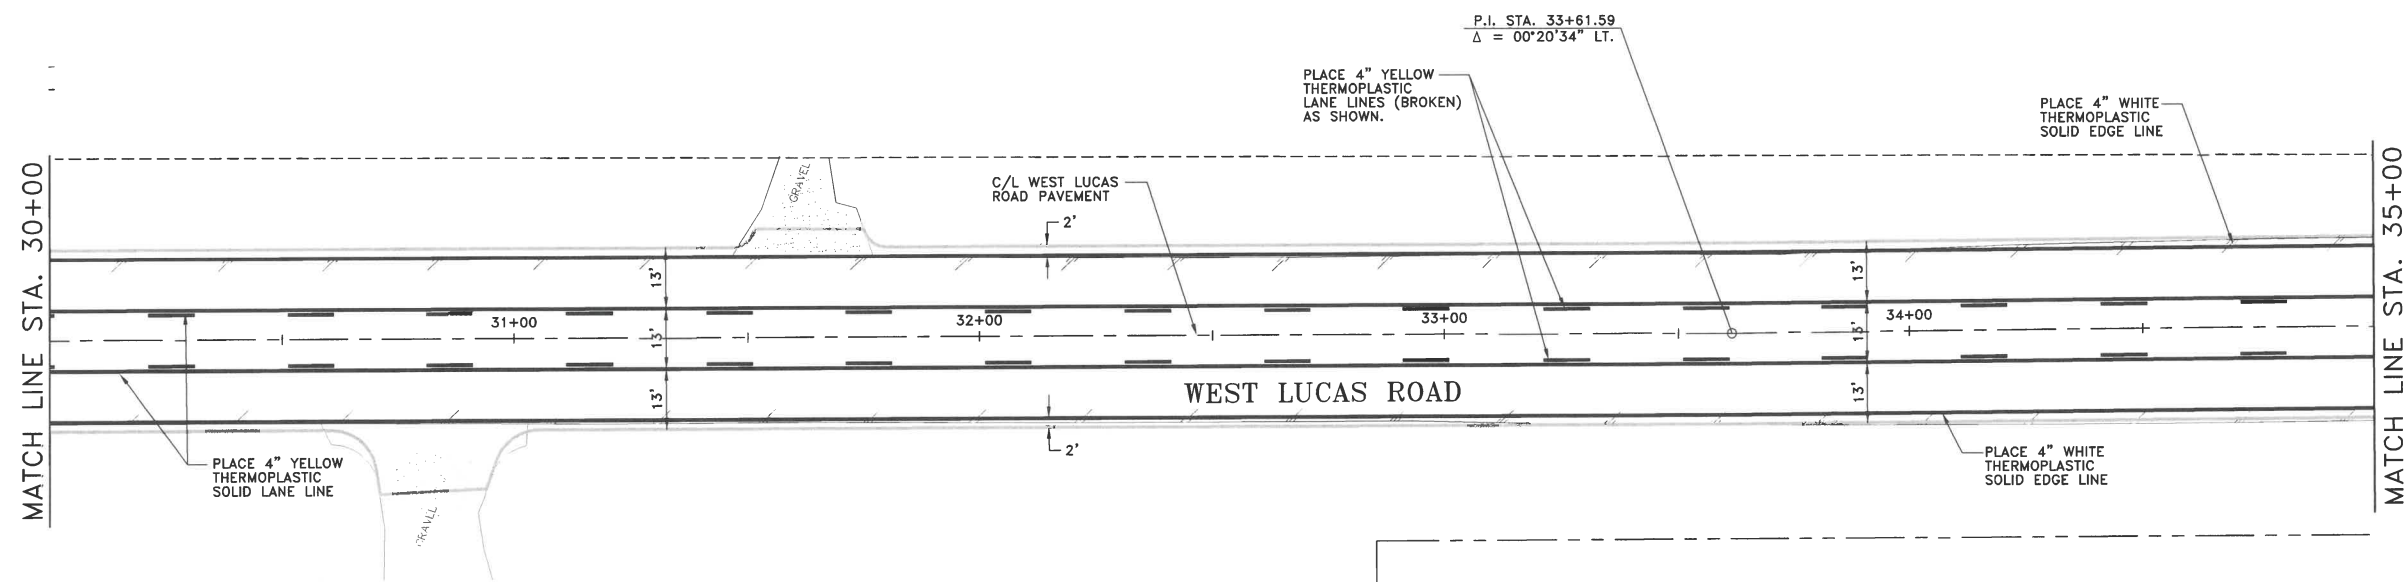 P.I. STA. 33+61.59
Δ = 00°20'34" LT.
PLACE 4" YELLOW
THERMOPLASTIC
LANE LINES (BROKEN)
AS SHOWN.
PLACE 4" WHITE
THERMOPLASTIC
SOLID EDGE LINE
MATCH LINE STA. 30+00
GRAVEL
C/L WEST LUCAS
ROAD PAVEMENT
2'
MATCH LINE STA. 35+00
13'
13'
31+00
32+00
33+00
34+00
13'
13'
13'
13'
WEST LUCAS ROAD
2'
PLACE 4" YELLOW
THERMOPLASTIC
SOLID LANE LINE
PLACE 4" WHITE
THERMOPLASTIC
SOLID EDGE LINE
GRAVEL